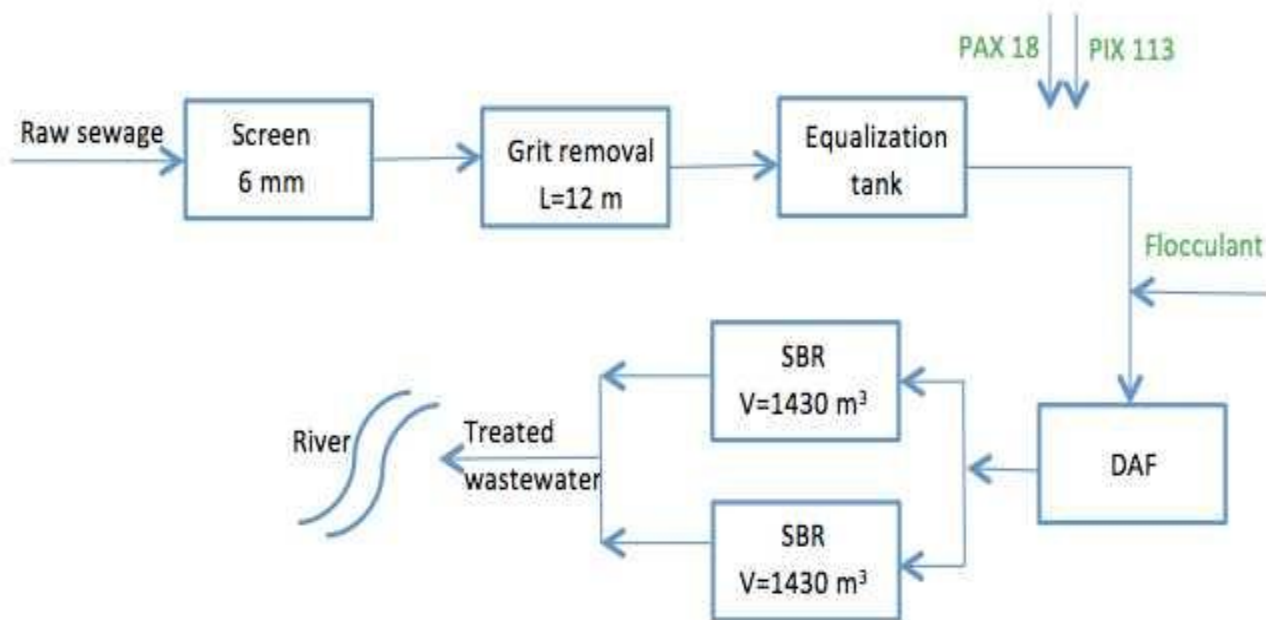 PAX 18
PIX 113
Raw sewage
Screen
6 mm
Grit removal
L=12 m
Equalization
tank
Flocculant
SBR
V=1430 m³
River
Treated
wastewater
DAF
SBR
V=1430 m³